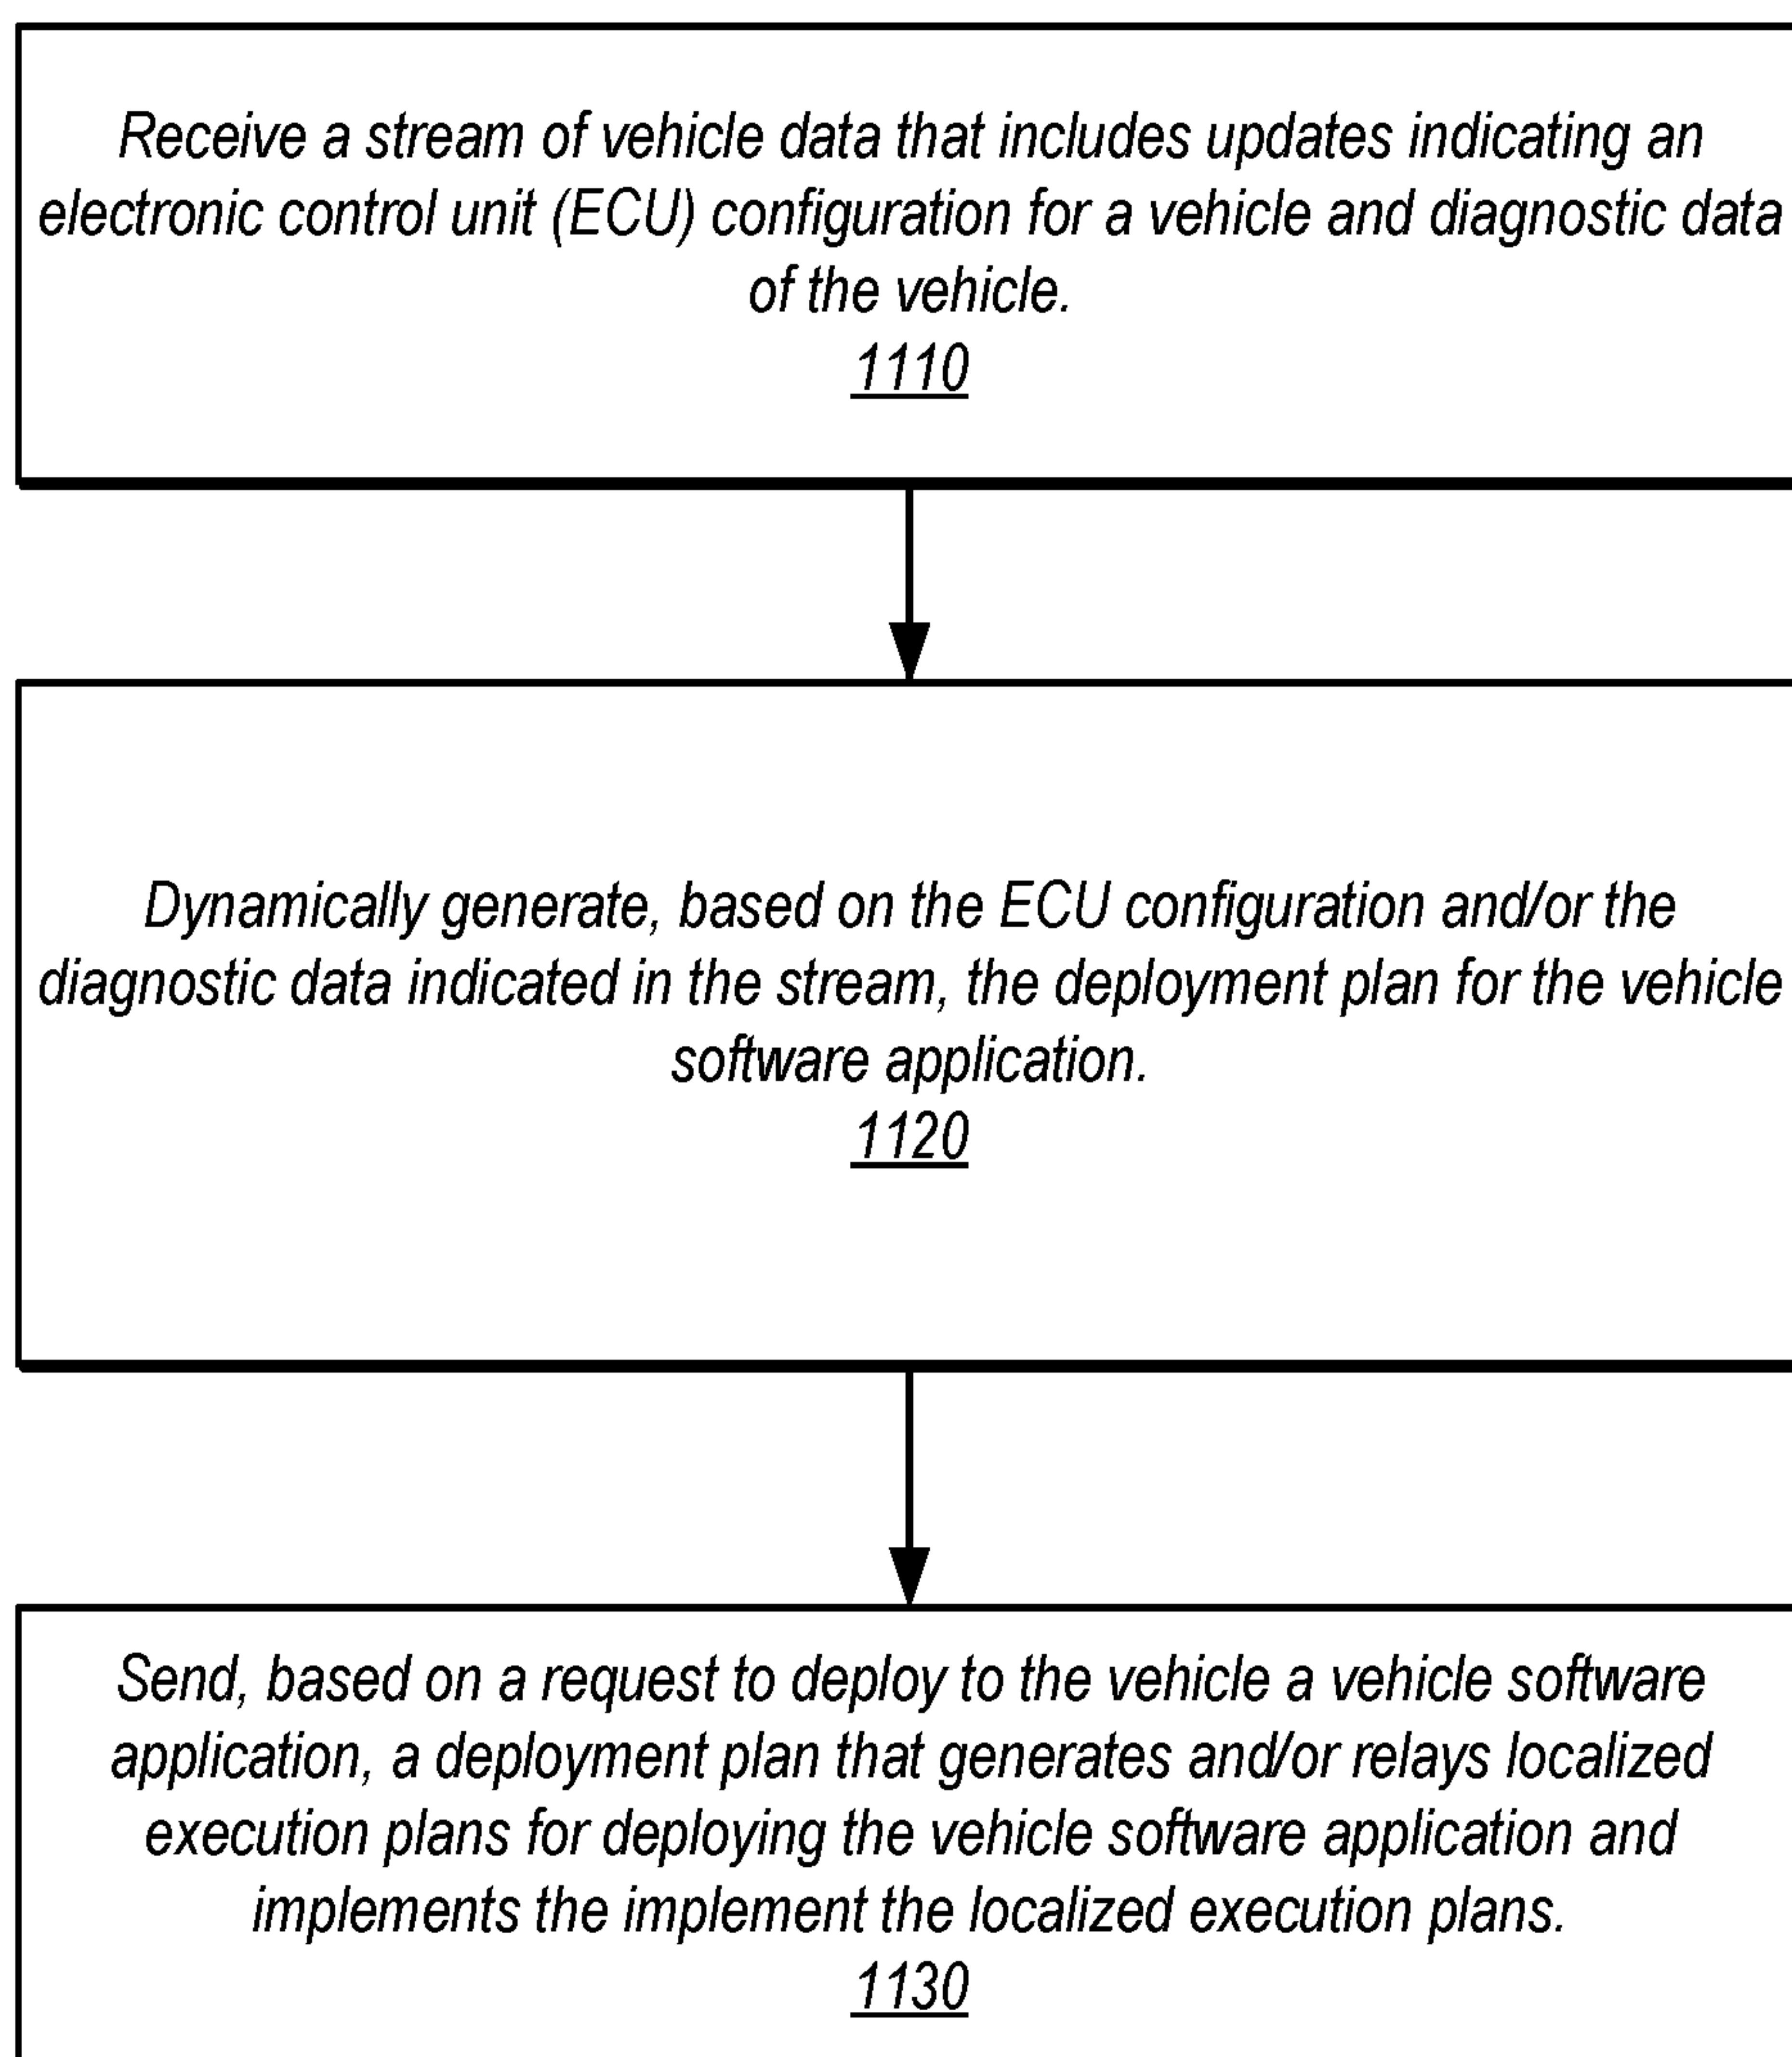 Receive a stream of vehicle data that includes updates indicating an
electronic control unit (ECU) configuration for a vehicle and diagnostic data
of the vehicle.
1110
Dynamically generate, based on the ECU configuration and/or the
diagnostic data indicated in the stream, the deployment plan for the vehicle
software application.
1120
Send, based on a request to deploy to the vehicle a vehicle software
application, a deployment plan that generates and/or relays localized
execution plans for deploying the vehicle software application and
implements the implement the localized execution plans.
1130